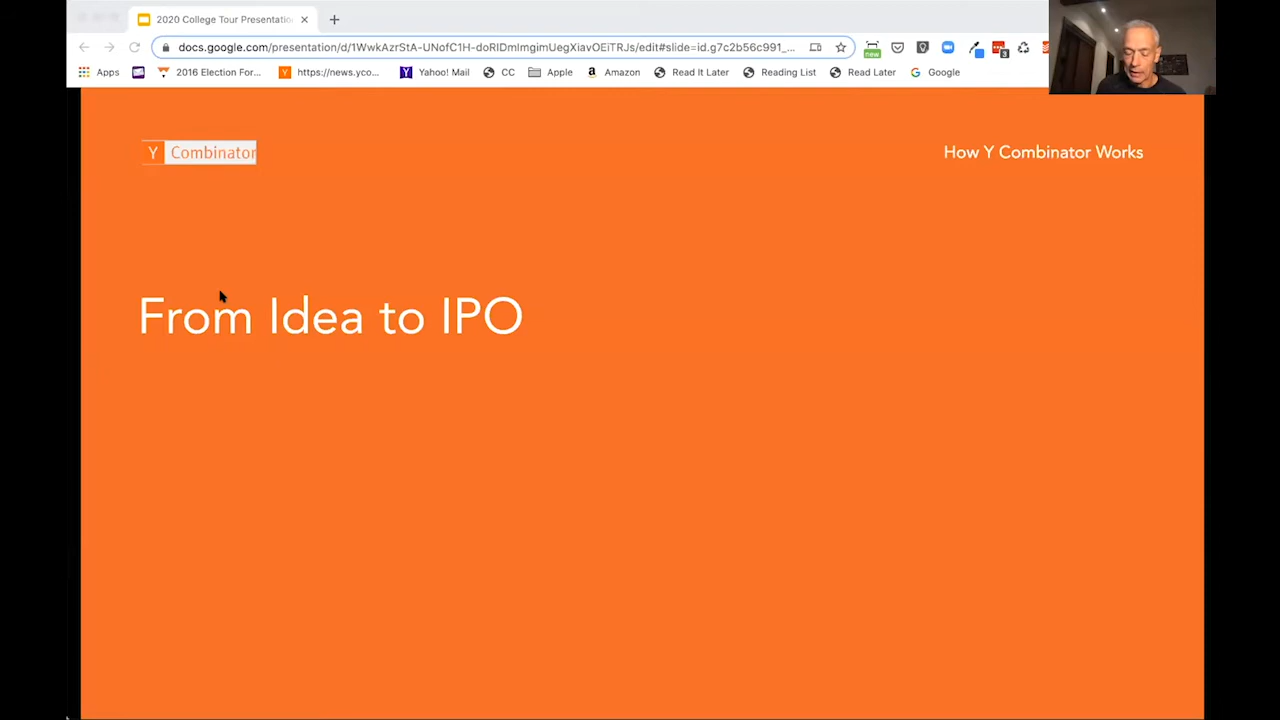 2020 College Tour Presentatio
docs.google.com/presentation/d/1WwkAzrStA-UNofC1H-doRIDmImgimUegXiavOEiTRJs/edit#slide=id.g7c2b56c991_...
new
3
Apps
2016 Election For...
https://news.yco...
Yahoo! Mail
CC
Apple
Amazon
Read It Later
Reading List
Read Later
Google
Y Combinator
How Y Combinator Works
From Idea to IPO